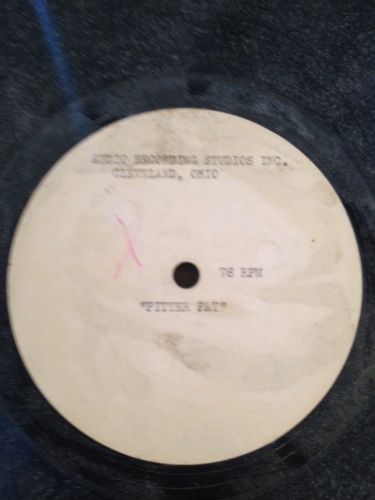 AUDIO RECORDING STUDIOS INC.
CLEVELAND, OHIO
78 RPM
"PITTER PAT"